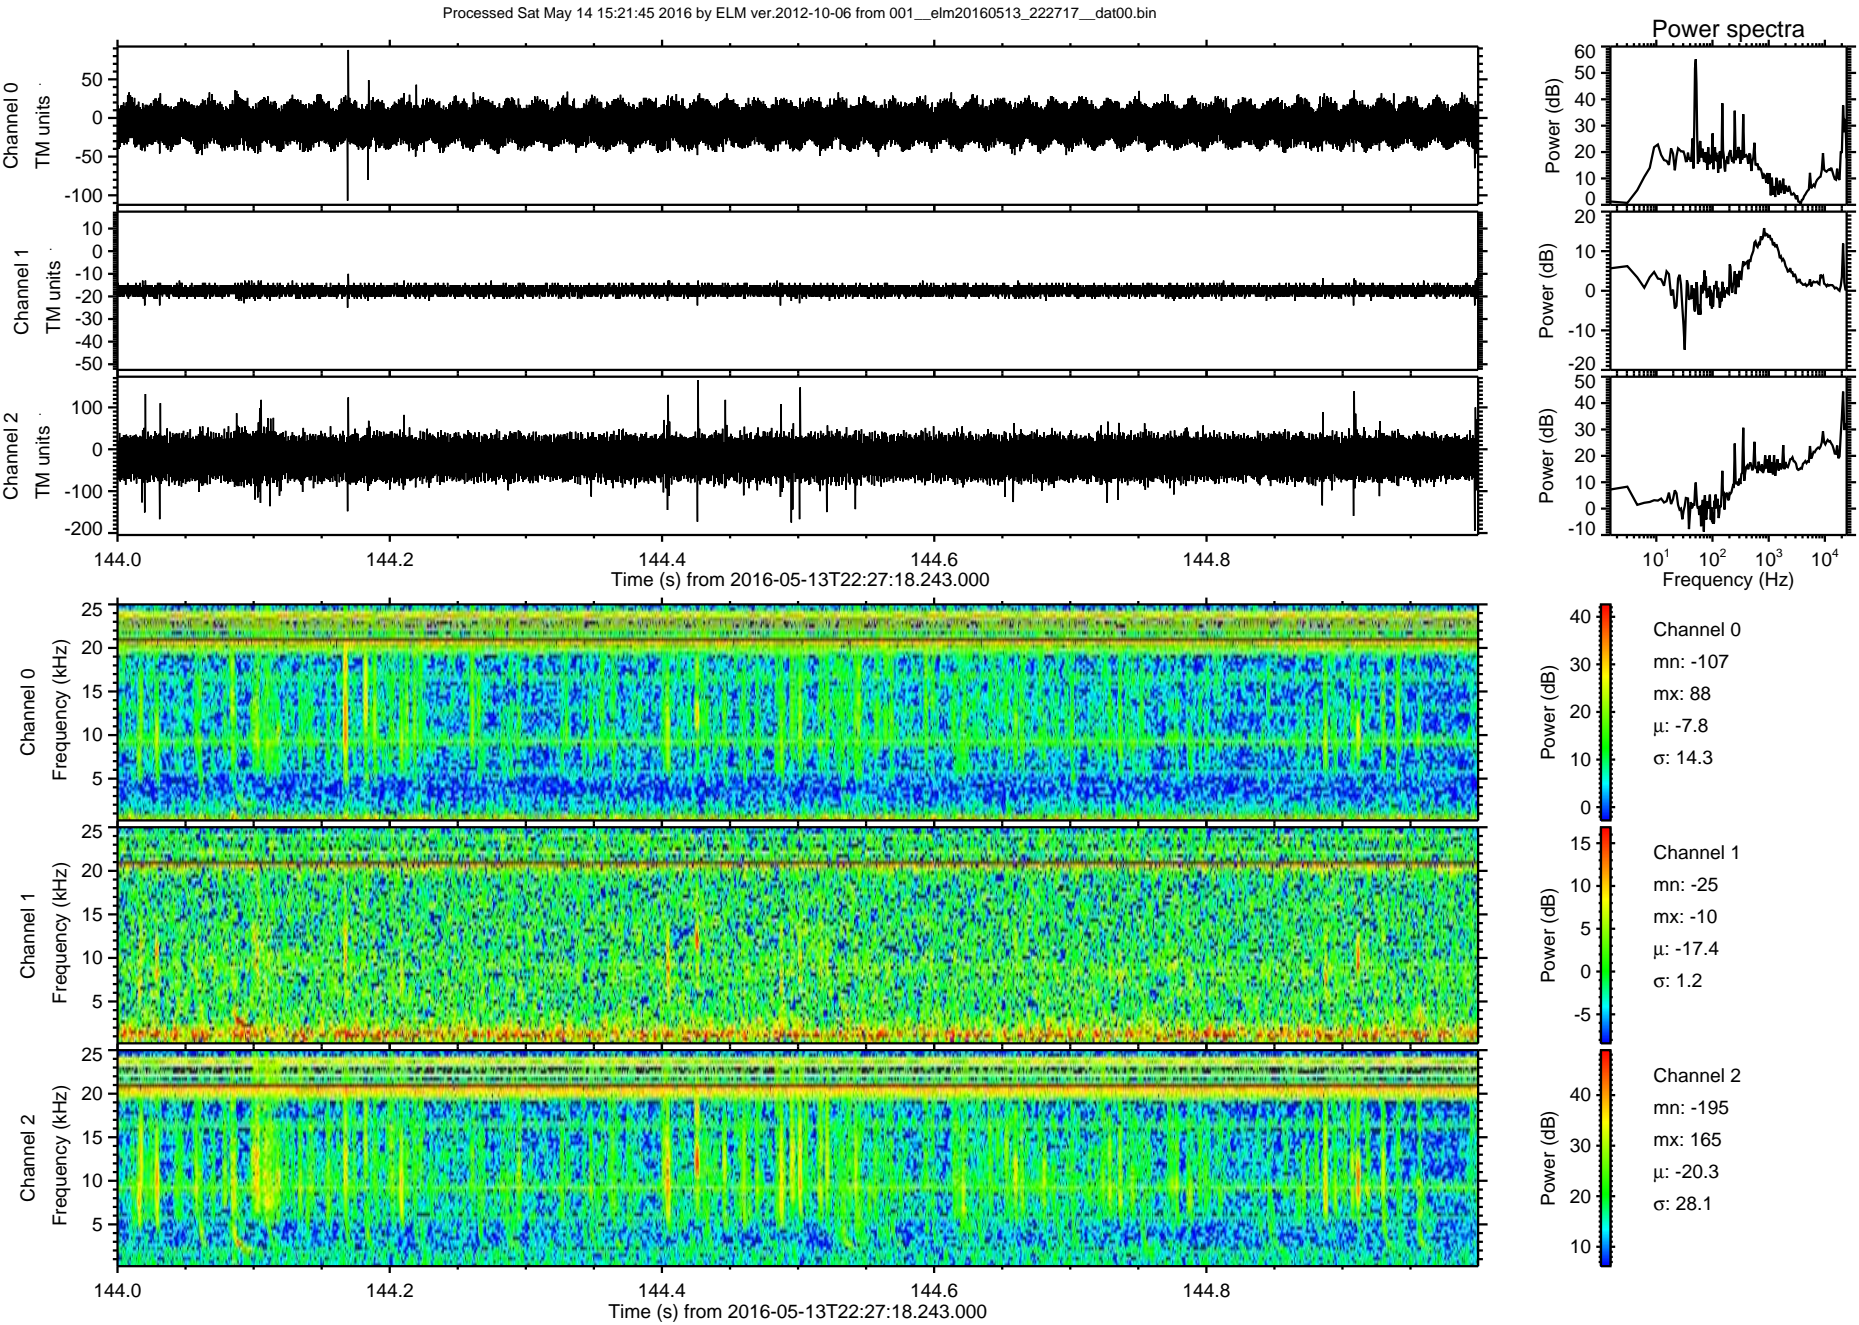 Processed Sat May 14 15:21:45 2016 by ELM ver.2012-10-06 from 001__elm20160513_222717__dat00.bin
Power spectra
Channel 0
TM units
50
0
-50
-100
Power (dB)
60
50
40
30
20
10
0
Channel 1
TM units
10
0
-10
-20
-30
-40
-50
Power (dB)
20
10
0
-10
-20
Channel 2
TM units
100
0
-100
-200
Power (dB)
50
40
30
20
10
0
-10
144.0
144.2
144.4
144.6
144.8
Time (s) from 2016-05-13T22:27:18.243.000
10^1
10^2
10^3
10^4
Frequency (Hz)
Channel 0
Frequency (kHz)
25
20
15
10
5
Power (dB)
40
30
20
10
0
Channel 0
mn: -107
mx: 88
μ: -7.8
σ: 14.3
Channel 1
Frequency (kHz)
25
20
15
10
5
Power (dB)
15
10
5
0
-5
Channel 1
mn: -25
mx: -10
μ: -17.4
σ: 1.2
Channel 2
Frequency (kHz)
25
20
15
10
5
Power (dB)
40
30
20
10
Channel 2
mn: -195
mx: 165
μ: -20.3
σ: 28.1
144.0
144.2
144.4
144.6
144.8
Time (s) from 2016-05-13T22:27:18.243.000